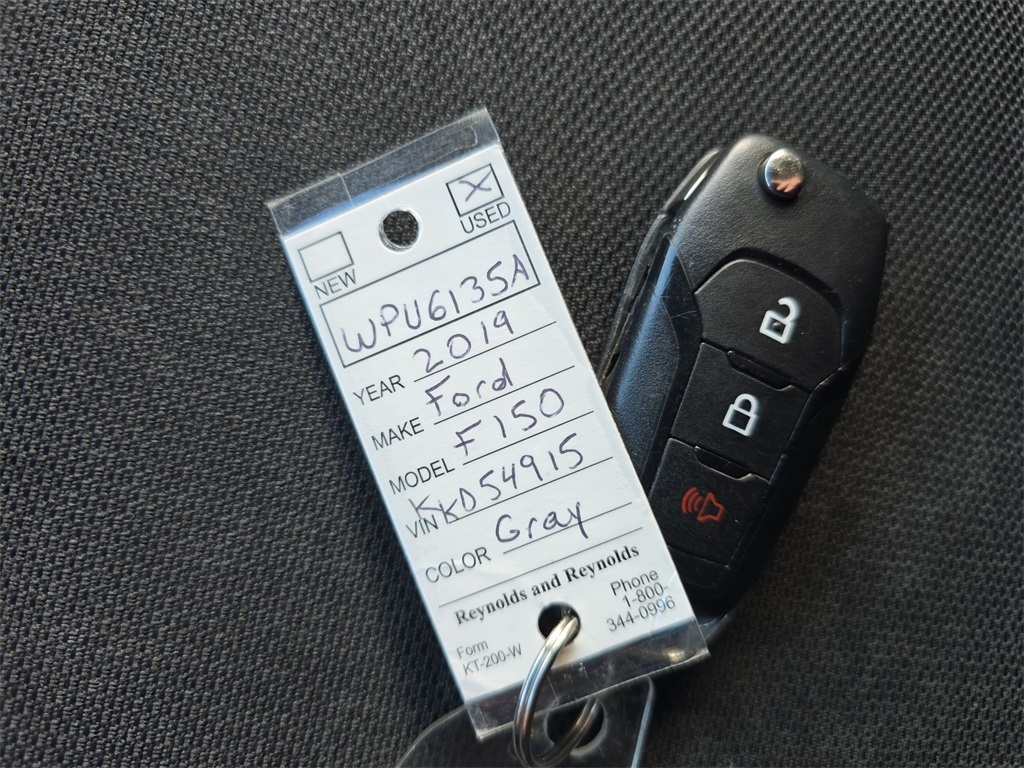 NEW
X
USED
WPU6135A
YEAR 2019
MAKE Ford
MODEL F150
VIN KKD54915
COLOR Gray
Reynolds and Reynolds
Form
KT-200-W
Phone
1-800-
344-0996